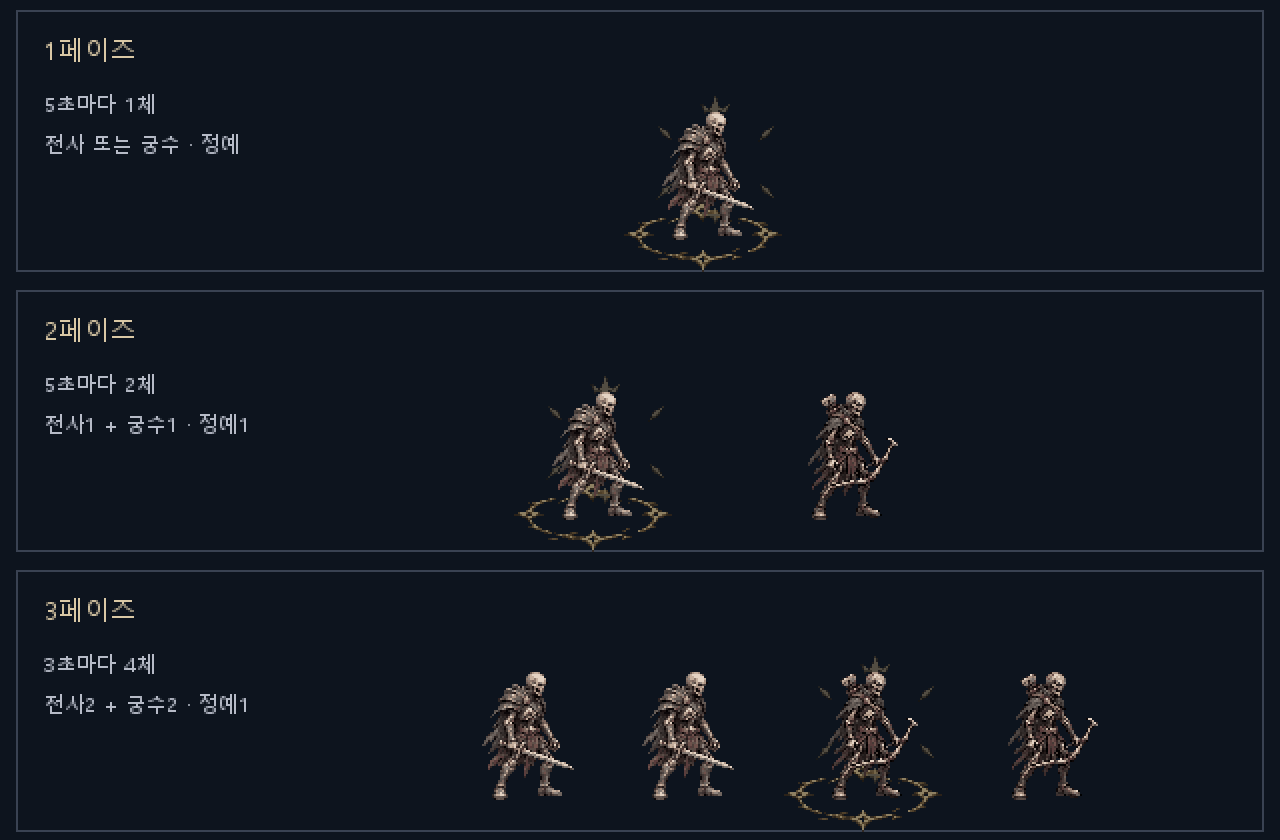 1페이즈
5초마다 1체
전사 또는 궁수 · 정예
2페이즈
5초마다 2체
전사1 + 궁수1 · 정예1
3페이즈
3초마다 4체
전사2 + 궁수2 · 정예1